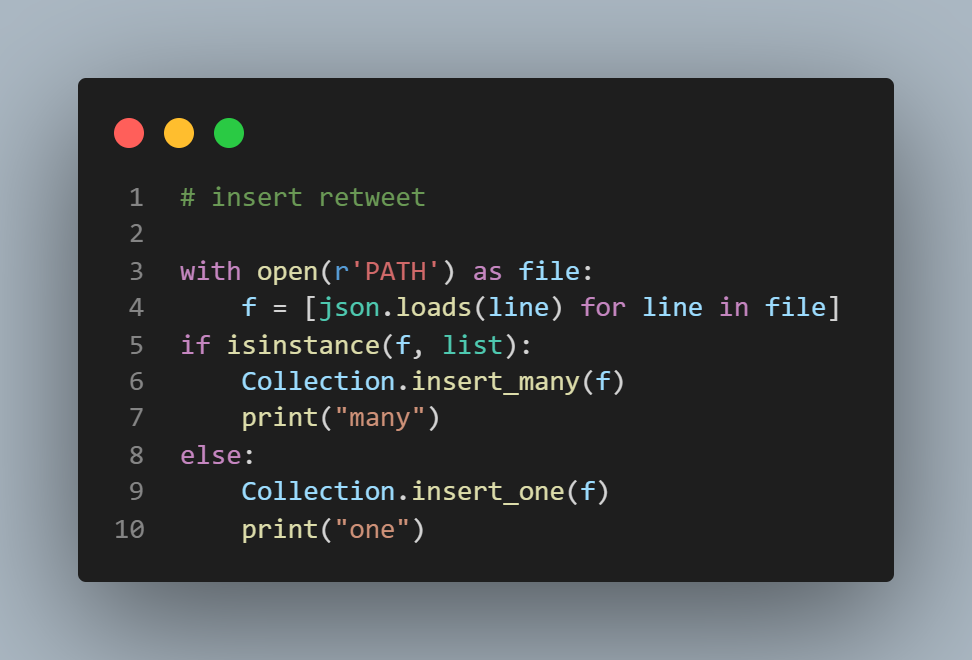 1 # insert retweet
2
3 with open(r'PATH') as file:
4     f = [json.loads(line) for line in file]
5 if isinstance(f, list):
6     Collection.insert_many(f)
7     print("many")
8 else:
9     Collection.insert_one(f)
10     print("one")